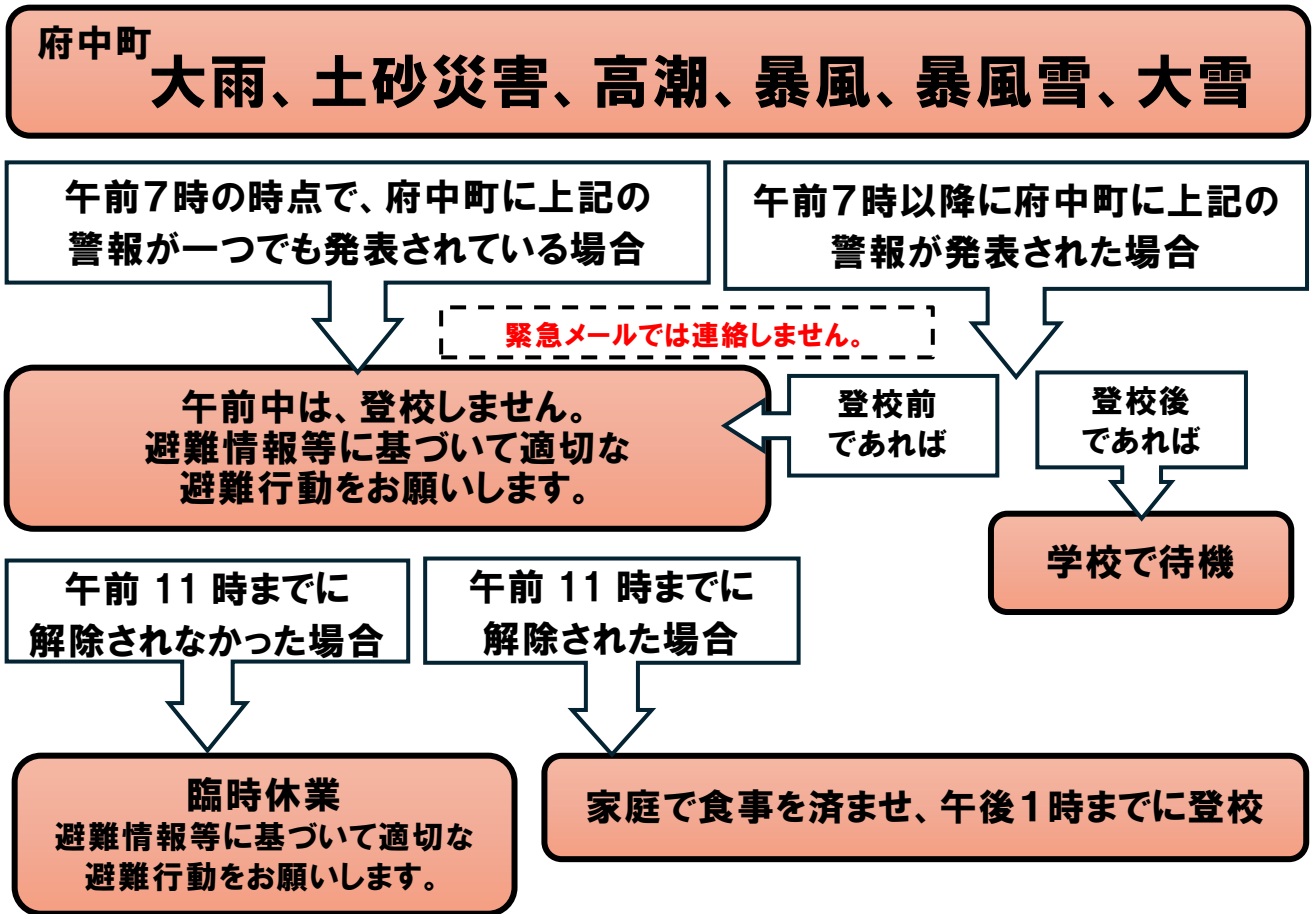 府中町
大雨、土砂災害、高潮、暴風、暴風雪、大雪
午前7時の時点で、府中町に上記の
警報が一つでも発表されている場合
午前7時以降に府中町に上記の
警報が発表された場合
緊急メールでは連絡しません。
午前中は、登校しません。
避難情報等に基づいて適切な
避難行動をお願いします。
登校前
であれば
登校後
であれば
学校で待機
午前 11 時までに
解除されなかった場合
午前 11 時までに
解除された場合
臨時休業
避難情報等に基づいて適切な
避難行動をお願いします。
家庭で食事を済ませ、午後1時までに登校